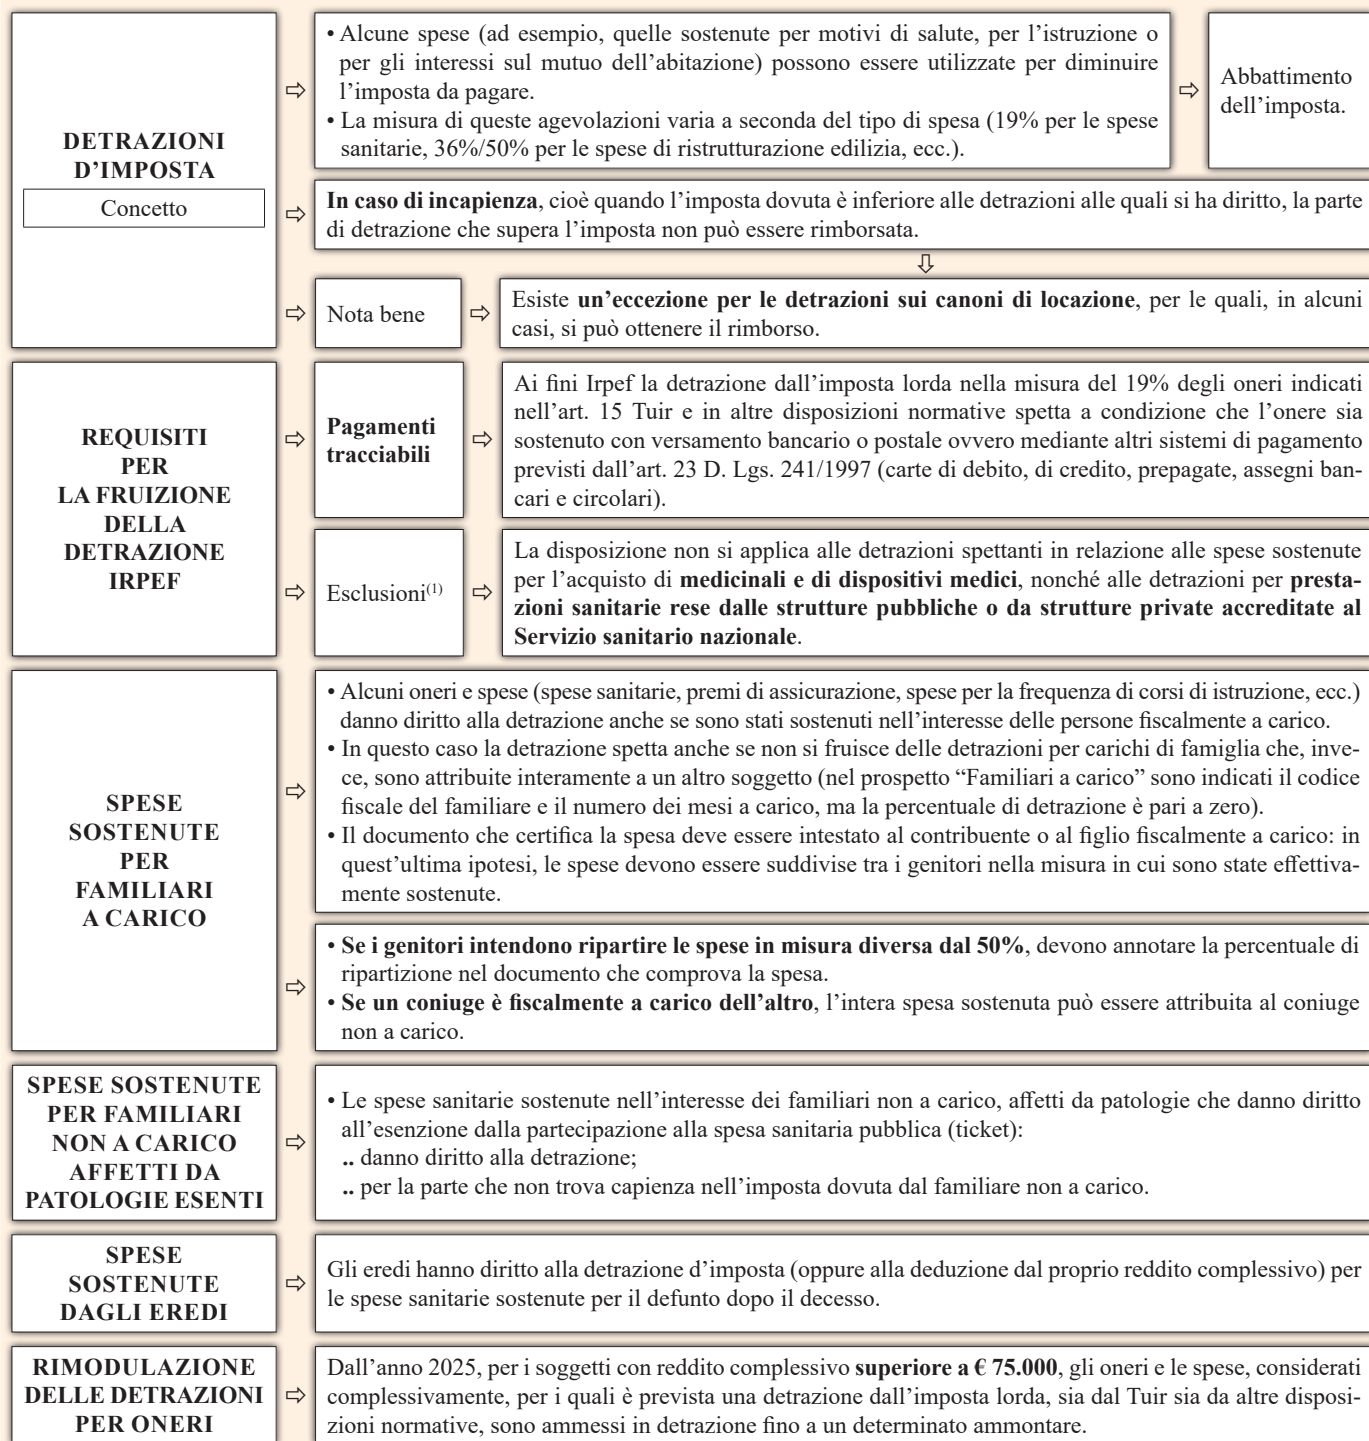 DETRAZIONI
D’IMPOSTA
Concetto
• Alcune spese (ad esempio, quelle sostenute per motivi di salute, per l’istruzione o
per gli interessi sul mutuo dell’abitazione) possono essere utilizzate per diminuire
l’imposta da pagare.
• La misura di queste agevolazioni varia a seconda del tipo di spesa (19% per le spese
sanitarie, 36%/50% per le spese di ristrutturazione edilizia, ecc.).
Abbattimento
dell’imposta.
In caso di incapienza, cioè quando l’imposta dovuta è inferiore alle detrazioni alle quali si ha diritto, la parte
di detrazione che supera l’imposta non può essere rimborsata.
Nota bene
Esiste un’eccezione per le detrazioni sui canoni di locazione, per le quali, in alcuni
casi, si può ottenere il rimborso.
REQUISITI
PER
LA FRUIZIONE
DELLA
DETRAZIONE
IRPEF
Pagamenti
tracciabili
Ai fini Irpef la detrazione dall’imposta lorda nella misura del 19% degli oneri indicati
nell’art. 15 Tuir e in altre disposizioni normative spetta a condizione che l’onere sia
sostenuto con versamento bancario o postale ovvero mediante altri sistemi di pagamento
previsti dall’art. 23 D. Lgs. 241/1997 (carte di debito, di credito, prepagate, assegni ban-
cari e circolari).
Esclusioni(1)
La disposizione non si applica alle detrazioni spettanti in relazione alle spese sostenute
per l’acquisto di medicinali e di dispositivi medici, nonché alle detrazioni per presta-
zioni sanitarie rese dalle strutture pubbliche o da strutture private accreditate al
Servizio sanitario nazionale.
SPESE
SOSTENUTE
PER
FAMILIARI
A CARICO
• Alcuni oneri e spese (spese sanitarie, premi di assicurazione, spese per la frequenza di corsi di istruzione, ecc.)
danno diritto alla detrazione anche se sono stati sostenuti nell’interesse delle persone fiscalmente a carico.
• In questo caso la detrazione spetta anche se non si fruisce delle detrazioni per carichi di famiglia che, inve-
ce, sono attribuite interamente a un altro soggetto (nel prospetto “Familiari a carico” sono indicati il codice
fiscale del familiare e il numero dei mesi a carico, ma la percentuale di detrazione è pari a zero).
• Il documento che certifica la spesa deve essere intestato al contribuente o al figlio fiscalmente a carico: in
quest’ultima ipotesi, le spese devono essere suddivise tra i genitori nella misura in cui sono state effettiva-
mente sostenute.
• Se i genitori intendono ripartire le spese in misura diversa dal 50%, devono annotare la percentuale di
ripartizione nel documento che comprova la spesa.
• Se un coniuge è fiscalmente a carico dell’altro, l’intera spesa sostenuta può essere attribuita al coniuge
non a carico.
SPESE SOSTENUTE
PER FAMILIARI
NON A CARICO
AFFETTI DA
PATOLOGIE ESENTI
• Le spese sanitarie sostenute nell’interesse dei familiari non a carico, affetti da patologie che danno diritto
all’esenzione dalla partecipazione alla spesa sanitaria pubblica (ticket):
.. danno diritto alla detrazione;
.. per la parte che non trova capienza nell’imposta dovuta dal familiare non a carico.
SPESE
SOSTENUTE
DAGLI EREDI
Gli eredi hanno diritto alla detrazione d’imposta (oppure alla deduzione dal proprio reddito complessivo) per
le spese sanitarie sostenute per il defunto dopo il decesso.
RIMODULAZIONE
DELLE DETRAZIONI
PER ONERI
Dall’anno 2025, per i soggetti con reddito complessivo superiore a € 75.000, gli oneri e le spese, considerati
complessivamente, per i quali è prevista una detrazione dall’imposta lorda, sia dal Tuir sia da altre disposi-
zioni normative, sono ammessi in detrazione fino a un determinato ammontare.